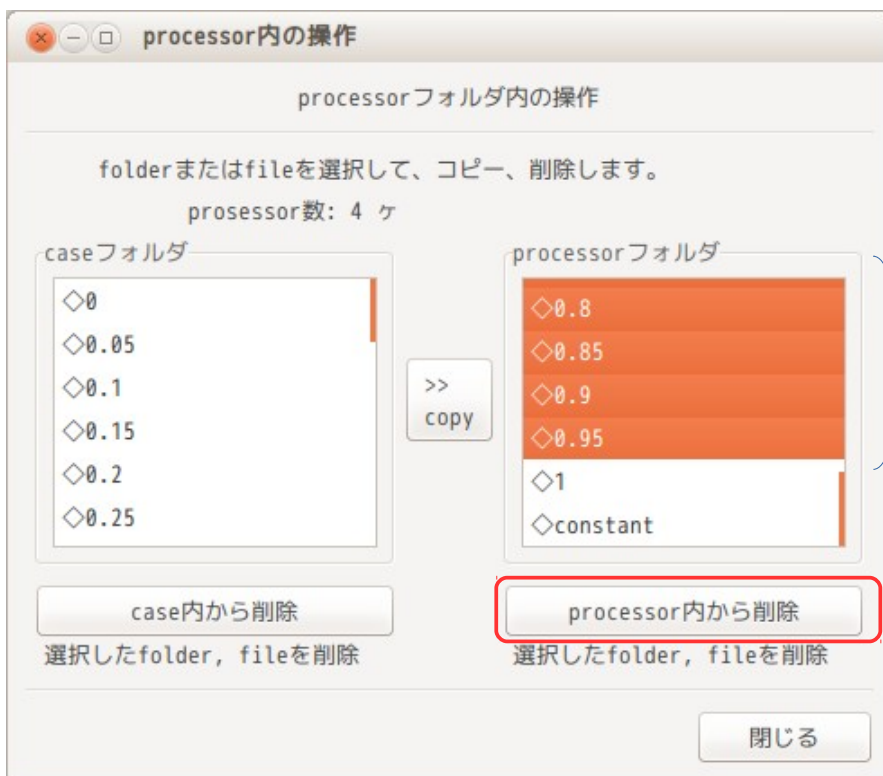 processor内の操作
processorフォルダ内の操作
folderまたはfileを選択して、コピー、削除します。
prosessor数: 4 ヶ
caseフォルダ
◇0
◇0.05
◇0.1
◇0.15
◇0.2
◇0.25
>>
copy
processorフォルダ
◇0.8
◇0.85
◇0.9
◇0.95
◇1
◇constant
case内から削除
選択したfolder, fileを削除
processor内から削除
選択したfolder, fileを削除
閉じる